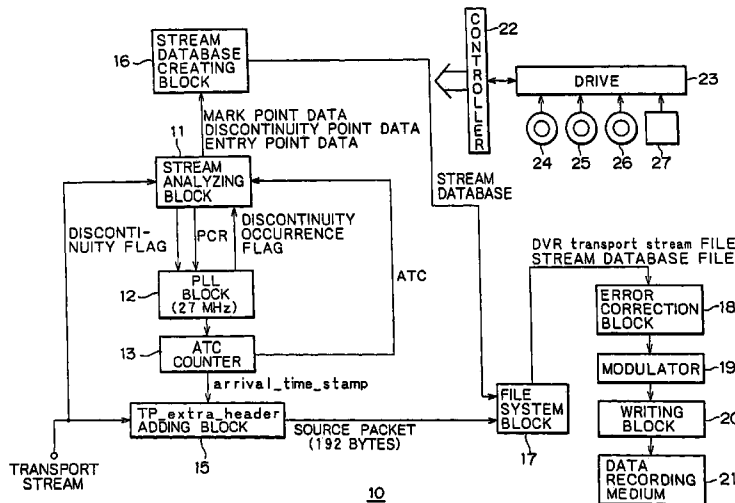 STREAM
DATABASE
CREATING
BLOCK
16
CONTROLLER
22
DRIVE
23
24
25
26
27
MARK POINT DATA
DISCONTINUITY POINT DATA
ENTRY POINT DATA
11
STREAM
ANALYZING
BLOCK
STREAM
DATABASE
DISCONTI-
NUITY FLAG
PCR
DISCONTINUITY
OCCURRENCE
FLAG
ATC
DVR transport stream FILE
STREAM DATABASE FILE
12
PLL
BLOCK
(27 MHz)
ERROR
CORRECTION
BLOCK
18
13
ATC
COUNTER
MODULATOR
19
arrival_time_stamp
TP_extra_header
ADDING BLOCK
15
SOURCE PACKET
(192 BYTES)
FILE
SYSTEM
BLOCK
17
WRITING
BLOCK
20
TRANSPORT
STREAM
DATA
RECORDING
MEDIUM
21
10